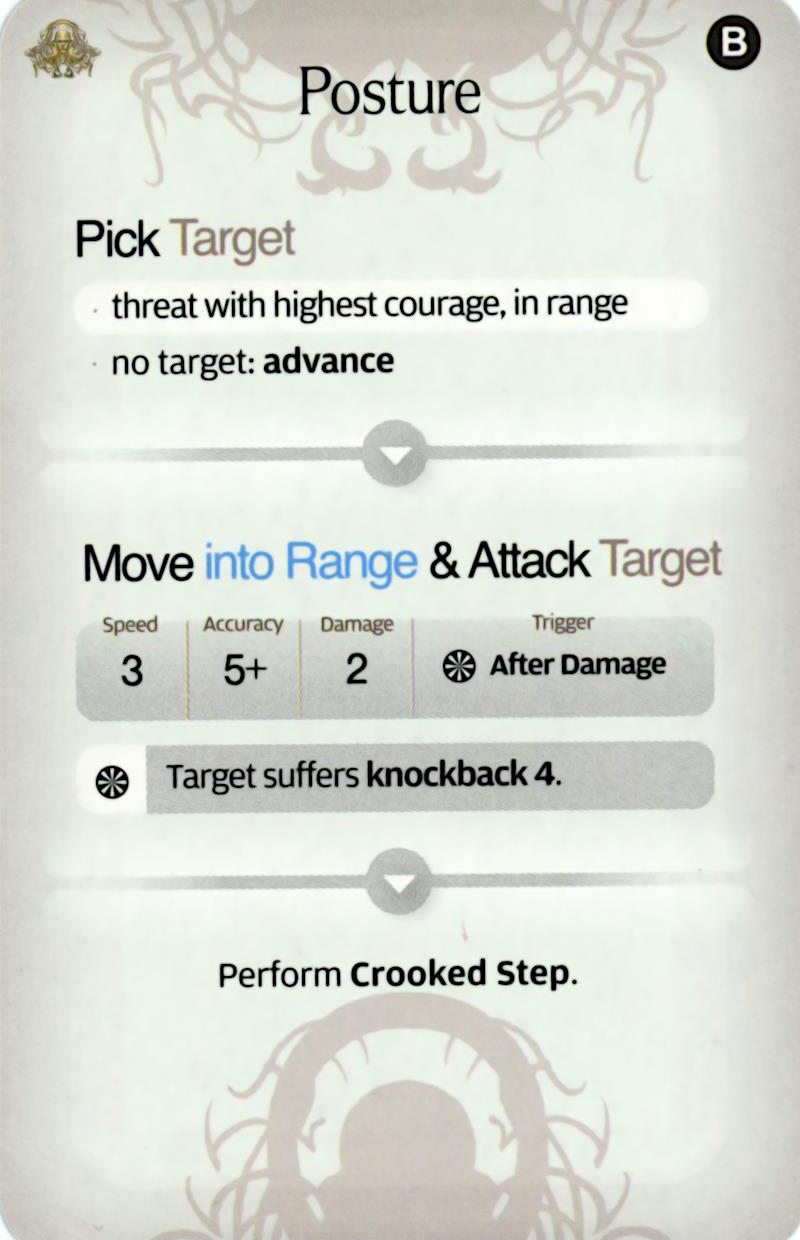 B
Posture
Pick Target
· threat with highest courage, in range
· no target: advance
Move into Range & Attack Target
Speed Accuracy Damage Trigger
3 5+ 2 After Damage
Target suffers knockback 4.
Perform Crooked Step.